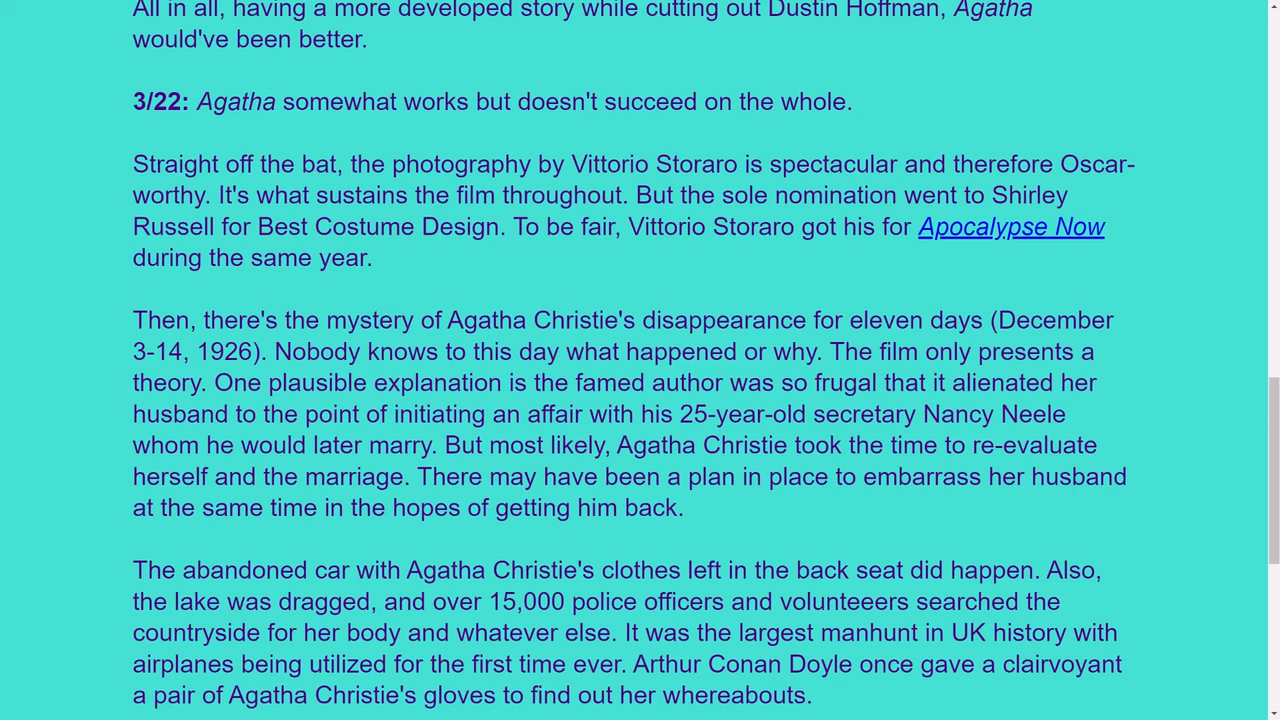 All in all, having a more developed story while cutting out Dustin Hoffman, Agatha
would've been better.
3/22: Agatha somewhat works but doesn't succeed on the whole.
Straight off the bat, the photography by Vittorio Storaro is spectacular and therefore Oscar-
worthy. It's what sustains the film throughout. But the sole nomination went to Shirley
Russell for Best Costume Design. To be fair, Vittorio Storaro got his for Apocalypse Now
during the same year.
Then, there's the mystery of Agatha Christie's disappearance for eleven days (December
3-14, 1926). Nobody knows to this day what happened or why. The film only presents a
theory. One plausible explanation is the famed author was so frugal that it alienated her
husband to the point of initiating an affair with his 25-year-old secretary Nancy Neele
whom he would later marry. But most likely, Agatha Christie took the time to re-evaluate
herself and the marriage. There may have been a plan in place to embarrass her husband
at the same time in the hopes of getting him back.
The abandoned car with Agatha Christie's clothes left in the back seat did happen. Also,
the lake was dragged, and over 15,000 police officers and volunteeers searched the
countryside for her body and whatever else. It was the largest manhunt in UK history with
airplanes being utilized for the first time ever. Arthur Conan Doyle once gave a clairvoyant
a pair of Agatha Christie's gloves to find out her whereabouts.